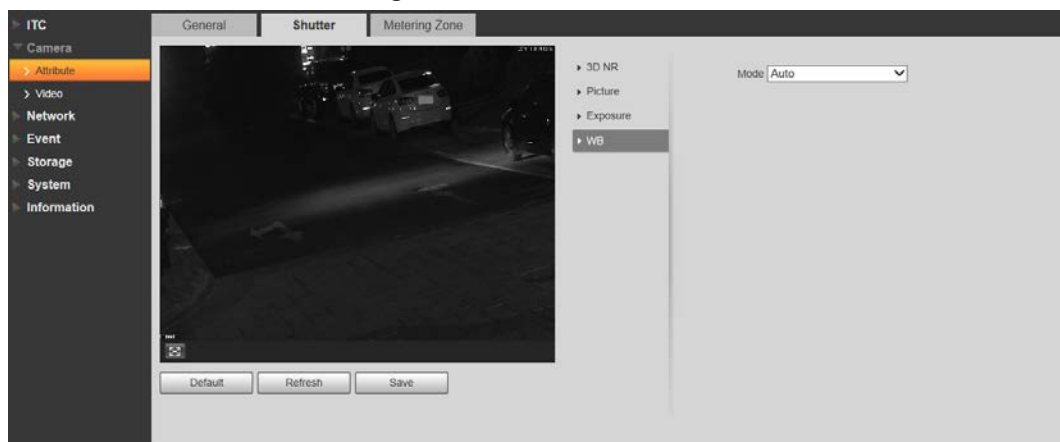 ITC
Camera
Attribute
Video
Network
Event
Storage
System
Information
General
Shutter
Metering Zone
3D NR
Picture
Exposure
WB
Mode Auto
Default
Refresh
Save